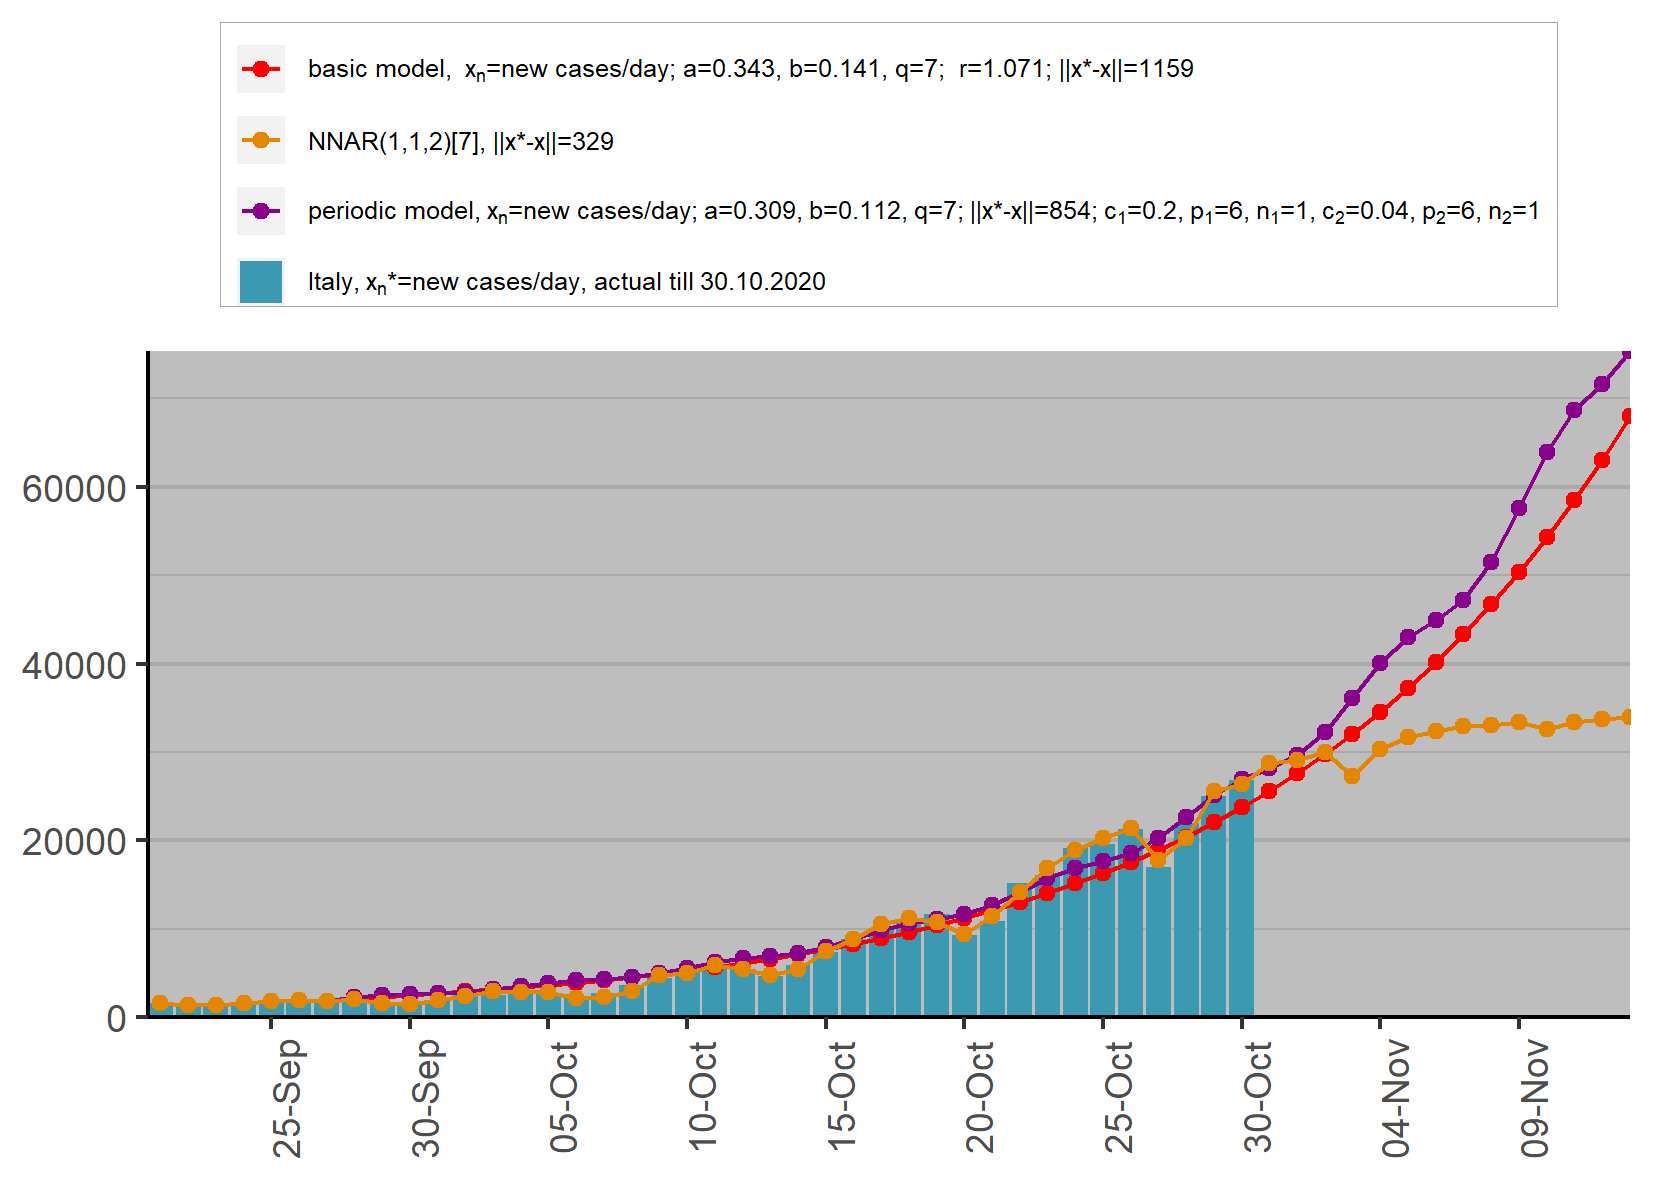 basic model, xₙ=new cases/day; a=0.343, b=0.141, q=7; r=1.071; ||x*-x||=1159
NNAR(1,1,2)[7], ||x*-x||=329
periodic model, xₙ=new cases/day; a=0.309, b=0.112, q=7; ||x*-x||=854; c₁=0.2, p₁=6, n₁=1, c₂=0.04, p₂=6, n₂=1
Italy, xₙ*=new cases/day, actual till 30.10.2020
60000
40000
20000
0
25-Sep
30-Sep
05-Oct
10-Oct
15-Oct
20-Oct
25-Oct
30-Oct
04-Nov
09-Nov